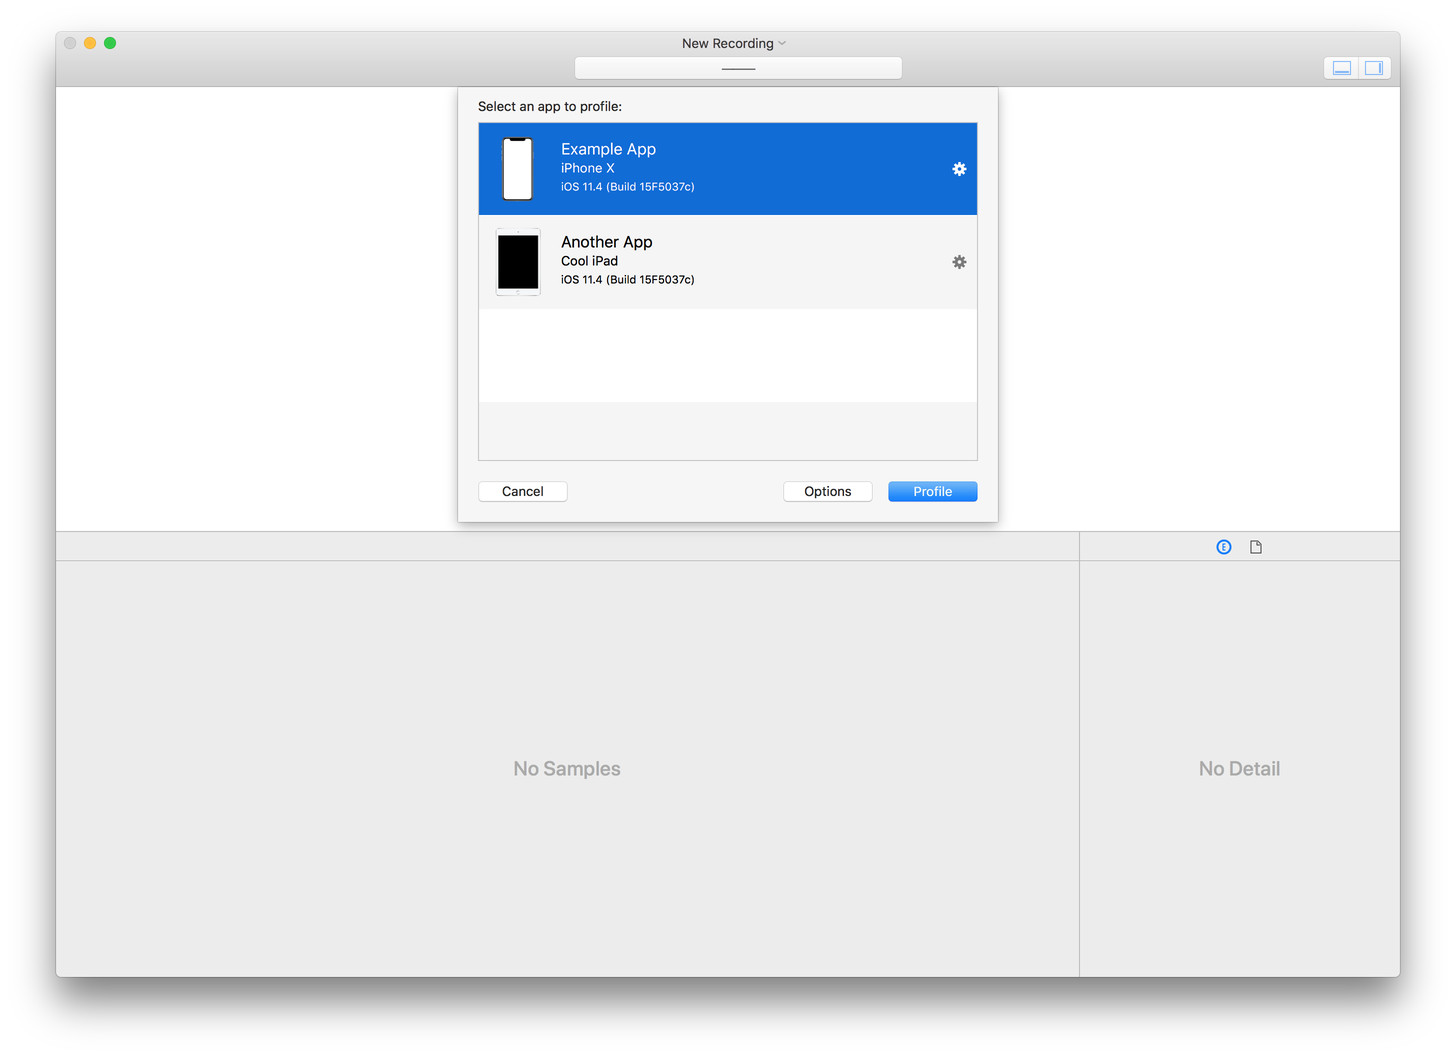 New Recording
Select an app to profile:
Example App
iPhone X
iOS 11.4 (Build 15F5037c)
Another App
Cool iPad
iOS 11.4 (Build 15F5037c)
Cancel
Options
Profile
E
No Samples
No Detail